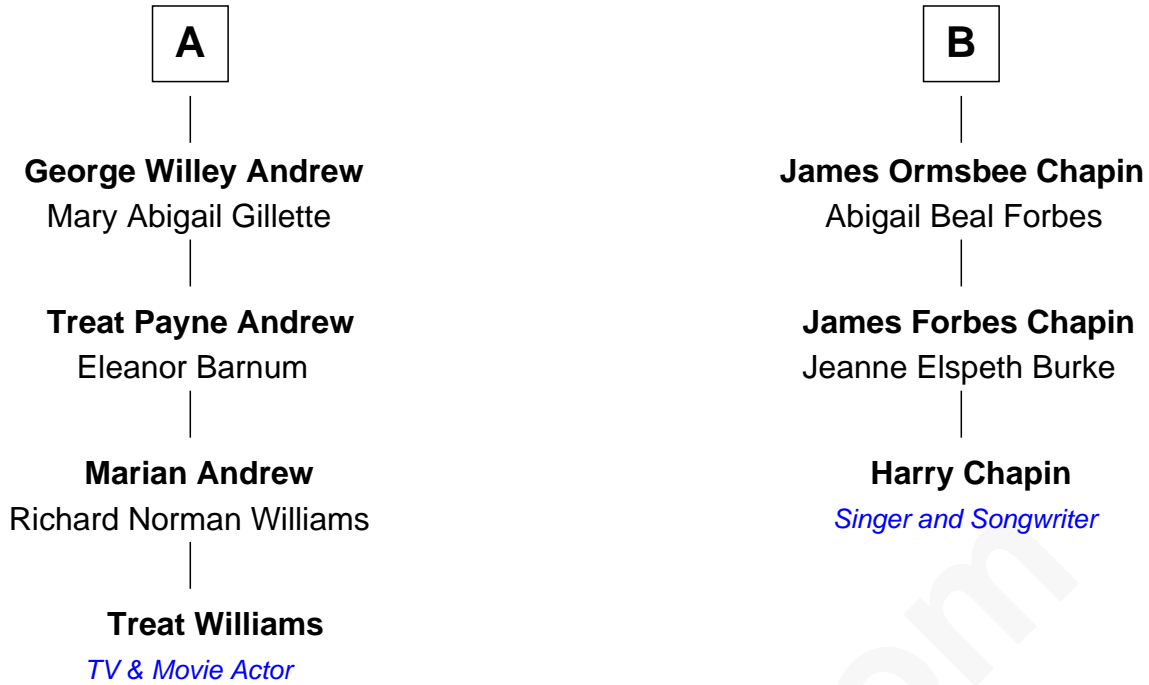 A
George Willey Andrew
Mary Abigail Gillette
Treat Payne Andrew
Eleanor Barnum
Marian Andrew
Richard Norman Williams
Treat Williams
TV & Movie Actor
B
James Ormsbee Chapin
Abigail Beal Forbes
James Forbes Chapin
Jeanne Elspeth Burke
Harry Chapin
Singer and Songwriter
om